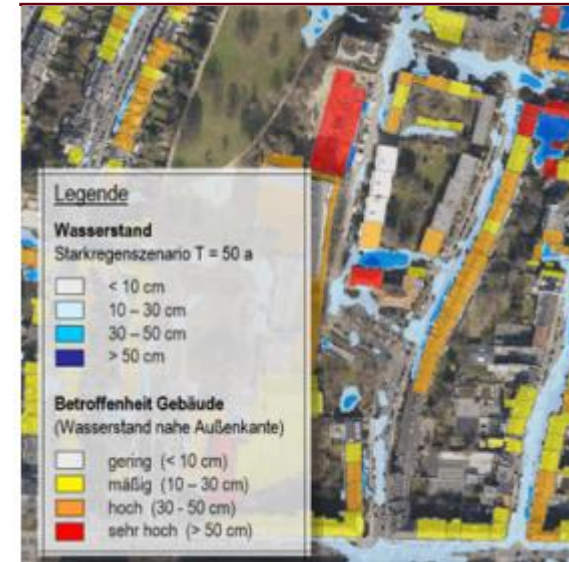 Legende
Wasserstand
Starkregenszenario T = 50 a
< 10 cm
10 – 30 cm
30 – 50 cm
> 50 cm
Betroffenheit Gebäude
(Wasserstand nahe Außenkante)
gering (< 10 cm)
mäßig (10 – 30 cm)
hoch (30 - 50 cm)
sehr hoch (> 50 cm)